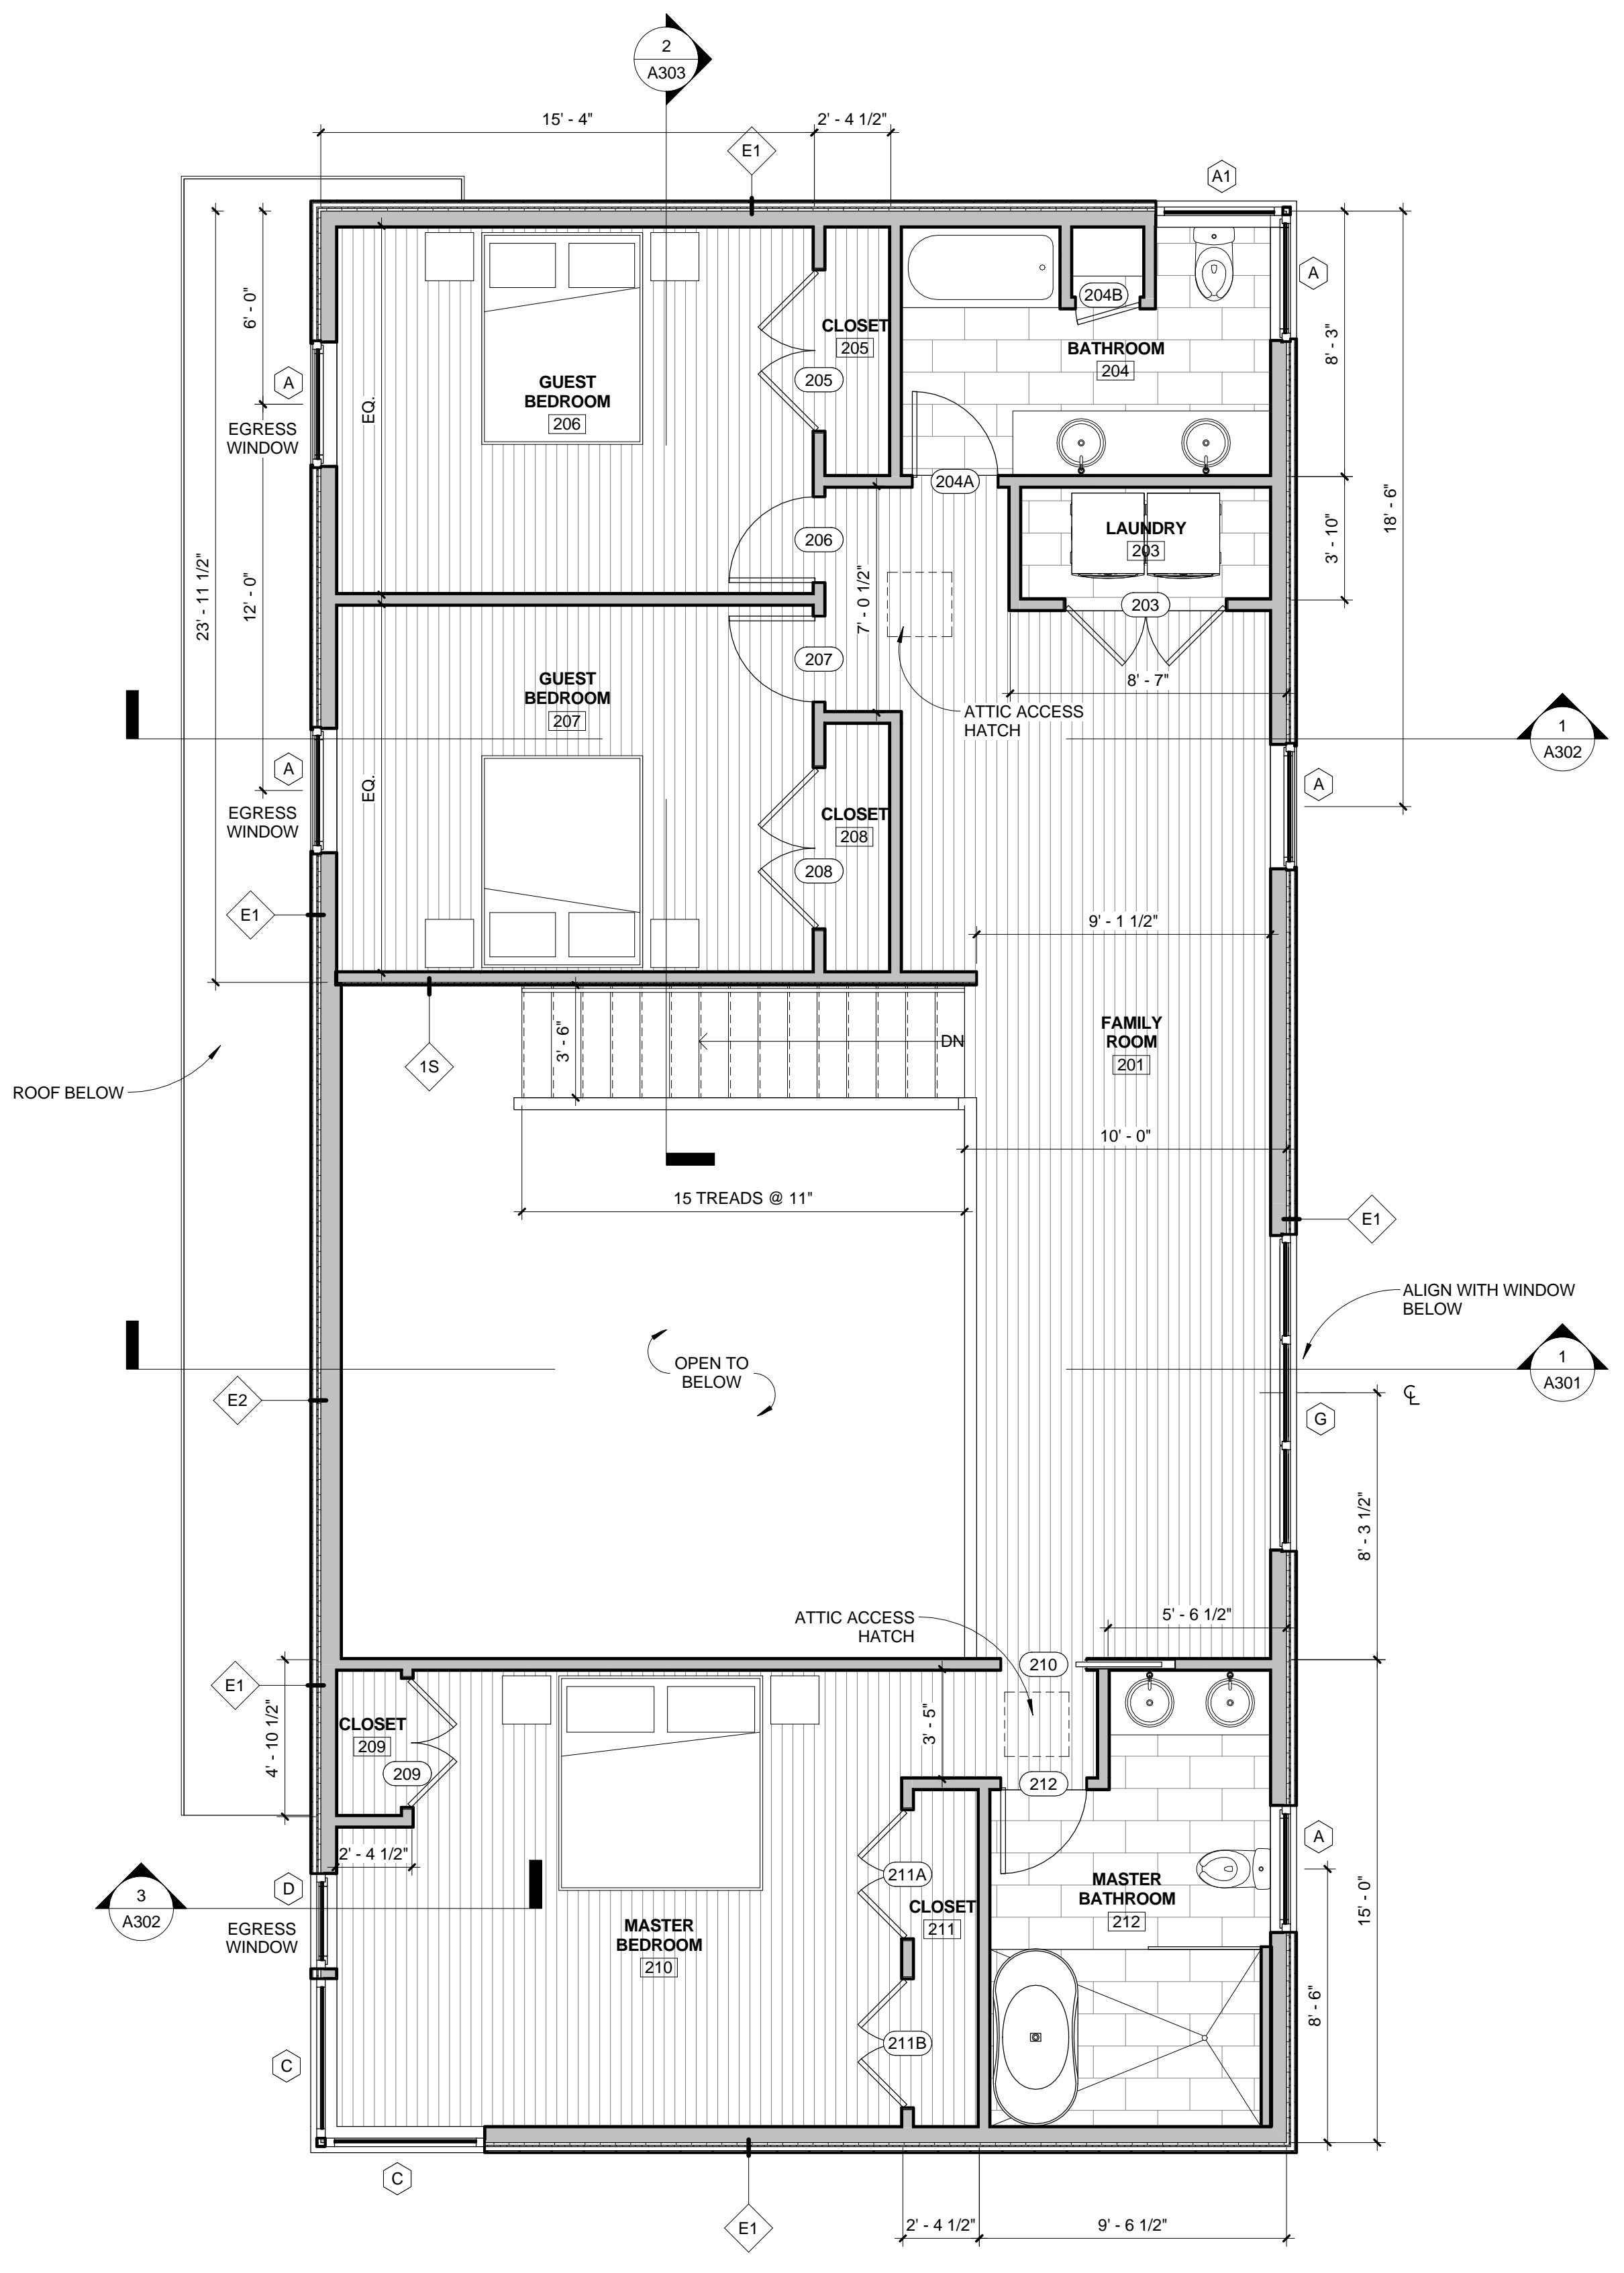 2
A303
15' - 4"
2' - 4 1/2"
E1
A1
A
204B
CLOSET
205
BATHROOM
204
6' - 0"
8' - 3"
A
EGRESS
WINDOW
EQ.
GUEST
BEDROOM
206
205
204A
18' - 6"
LAUNDRY
203
206
3' - 10"
23' - 11 1/2"
12' - 0"
7' - 0 1/2"
203
207
8' - 7"
GUEST
BEDROOM
207
ATTIC ACCESS
HATCH
1
A302
A
EGRESS
WINDOW
EQ.
A
CLOSET
208
208
E1
9' - 1 1/2"
FAMILY
ROOM
201
3' - 6"
DN
1S
ROOF BELOW
10' - 0"
15 TREADS @ 11"
E1
ALIGN WITH WINDOW
BELOW
OPEN TO
BELOW
1
A301
E2
CL
G
8' - 3 1/2"
ATTIC ACCESS
HATCH
5' - 6 1/2"
210
E1
4' - 10 1/2"
CLOSET
209
209
3' - 5"
212
2' - 4 1/2"
A
3
A302
D
EGRESS
WINDOW
211A
CLOSET
211
MASTER
BATHROOM
212
15' - 0"
MASTER
BEDROOM
210
8' - 6"
C
211B
C
E1
2' - 4 1/2"
9' - 6 1/2"